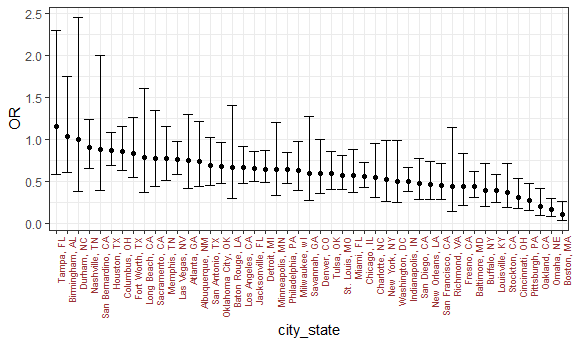 2.5
2.0
1.5
1.0
0.5
0.0
OR
Tampa, FL
Birmingham, AL
Durham, NC
Nashville, TN
San Bernardino, CA
Houston, TX
Columbus, OH
Fort Worth, TX
Long Beach, CA
Sacramento, CA
Memphis, TN
Las Vegas, NV
Atlanta, GA
Albuquerque, NM
San Antonio, TX
Oklahoma City, OK
Baton Rouge, LA
Los Angeles, CA
Jacksonville, FL
Detroit, MI
Minneapolis, MN
Philadelphia, PA
Milwaukee, wI
Savannah, GA
Denver, CO
Tulsa, OK
St. Louis, MO
Miami, FL
Chicago, IL
Charlotte, NC
New York, NY
Washington, DC
Indianapolis, IN
San Diego, CA
New Orleans, LA
San Francisco, CA
Richmond, VA
Fresno, CA
Baltimore, MD
Buffalo, NY
Louisville, KY
Stockton, CA
Cincinnati, OH
Pittsburgh, PA
Oakland, CA
Omaha, NE
Boston, MA
city_state